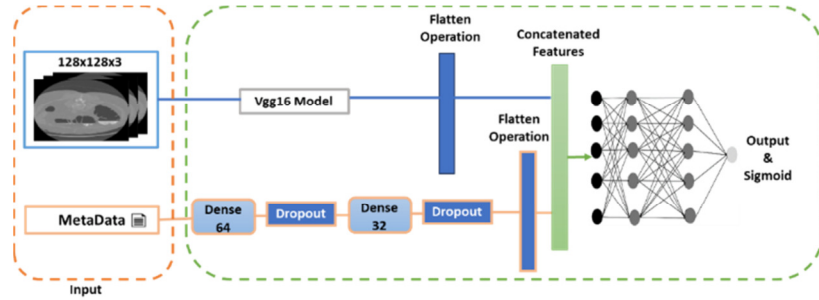 Flatten
Operation
Concatenated
Features
128x128x3
Vgg16 Model
Flatten
Operation
Output
&
Sigmoid
MetaData
Dense
64
Dropout
Dense
32
Dropout
Input